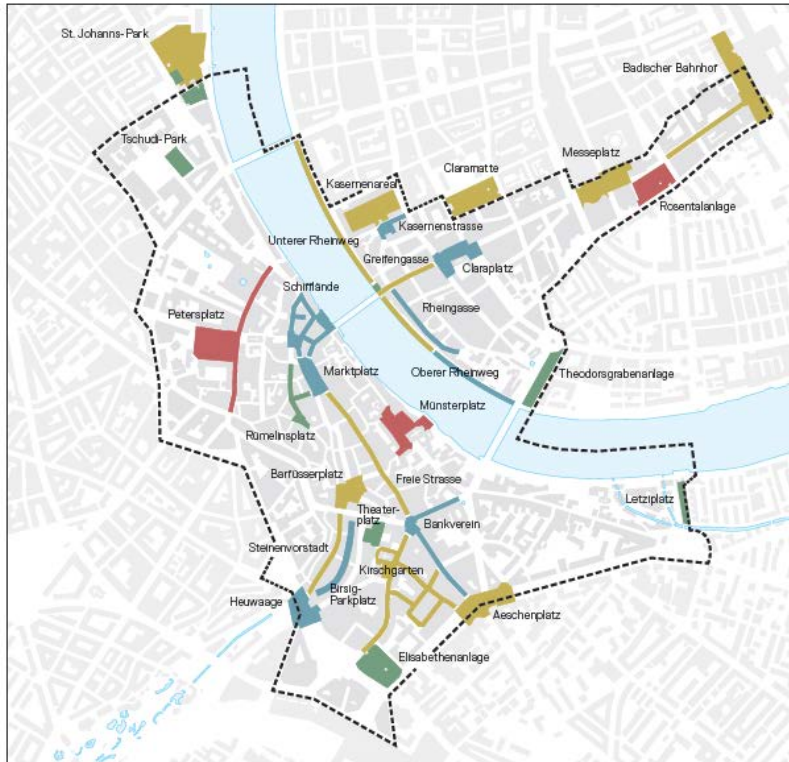 St. Johanns-Park
Badischer Bahnhof
Tschudi-Park
Messeplatz
Claramatte
Kasernenareal
Rosentalanlage
Kasernenstrasse
Unterer Rheinweg
Greifengasse
Claraplatz
Schifflände
Rheingasse
Petersplatz
Marktplatz
Oberer Rheinweg
Theodorsgrabenanlage
Münsterplatz
Rümelinsplatz
Barfüsserplatz
Freie Strasse
Letziplatz
Theater-
platz
Bankverein
Steinenvorstadt
Kirschgarten
Heuwaage
Birsig-
Parkplatz
Aeschenplatz
Elisabethenanlage